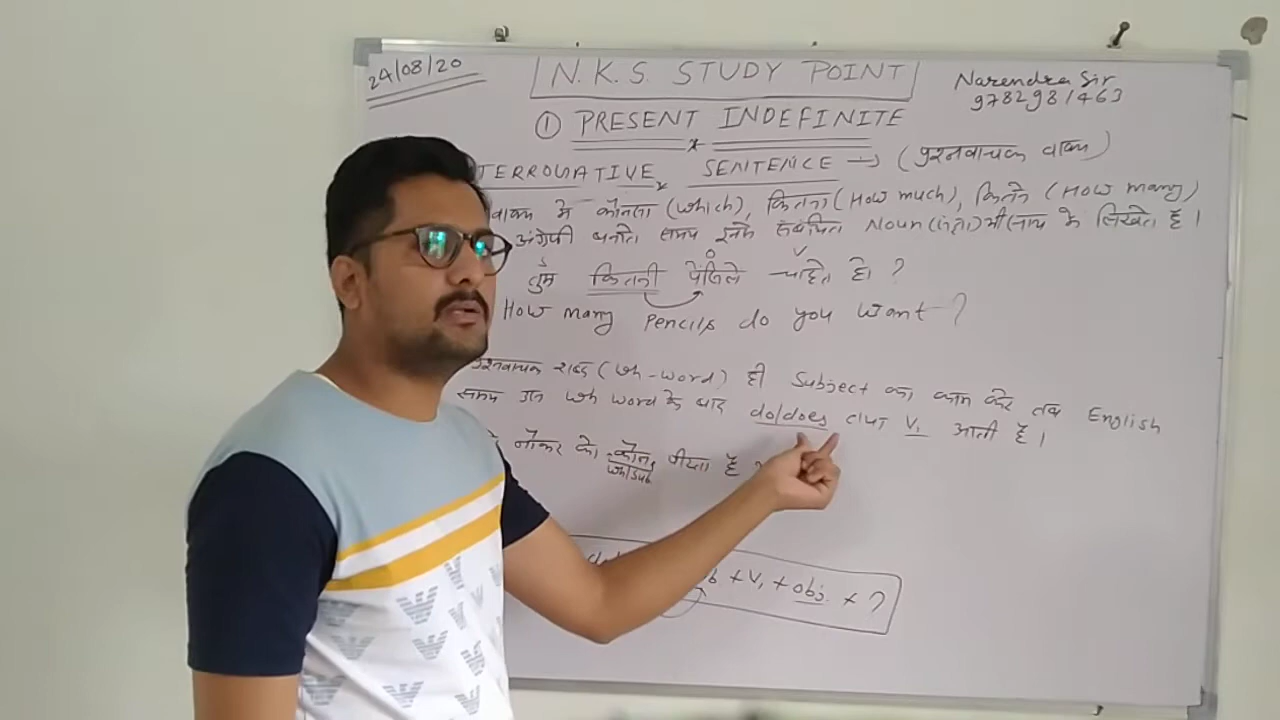 24/08/20
N.K.S. STUDY POINT
Narendra Sir
9782981463
① PRESENT INDEFINITE
TERROGATIVE SENTENCE → (प्रश्नवाचक वाक्य)
वाक्य मे कौनसा (which), कितना (How much), कितने (How many)
अंग्रेजी बनाते समय इनसे संबंधित Noun (संज्ञा) भी साथ के लिखते है।
S O V
तुम कितनी पेंसिले चाहते हो ?
How many Pencils do you want ?
प्रश्नवाचक शब्द (wh-word) ही Subject का काम करे तब English
समय उन wh word के बाद do/does तथा V₁ आती है।
नौकर को कौन पीटता है
wh/sub
+ V₁ + obj. + ?